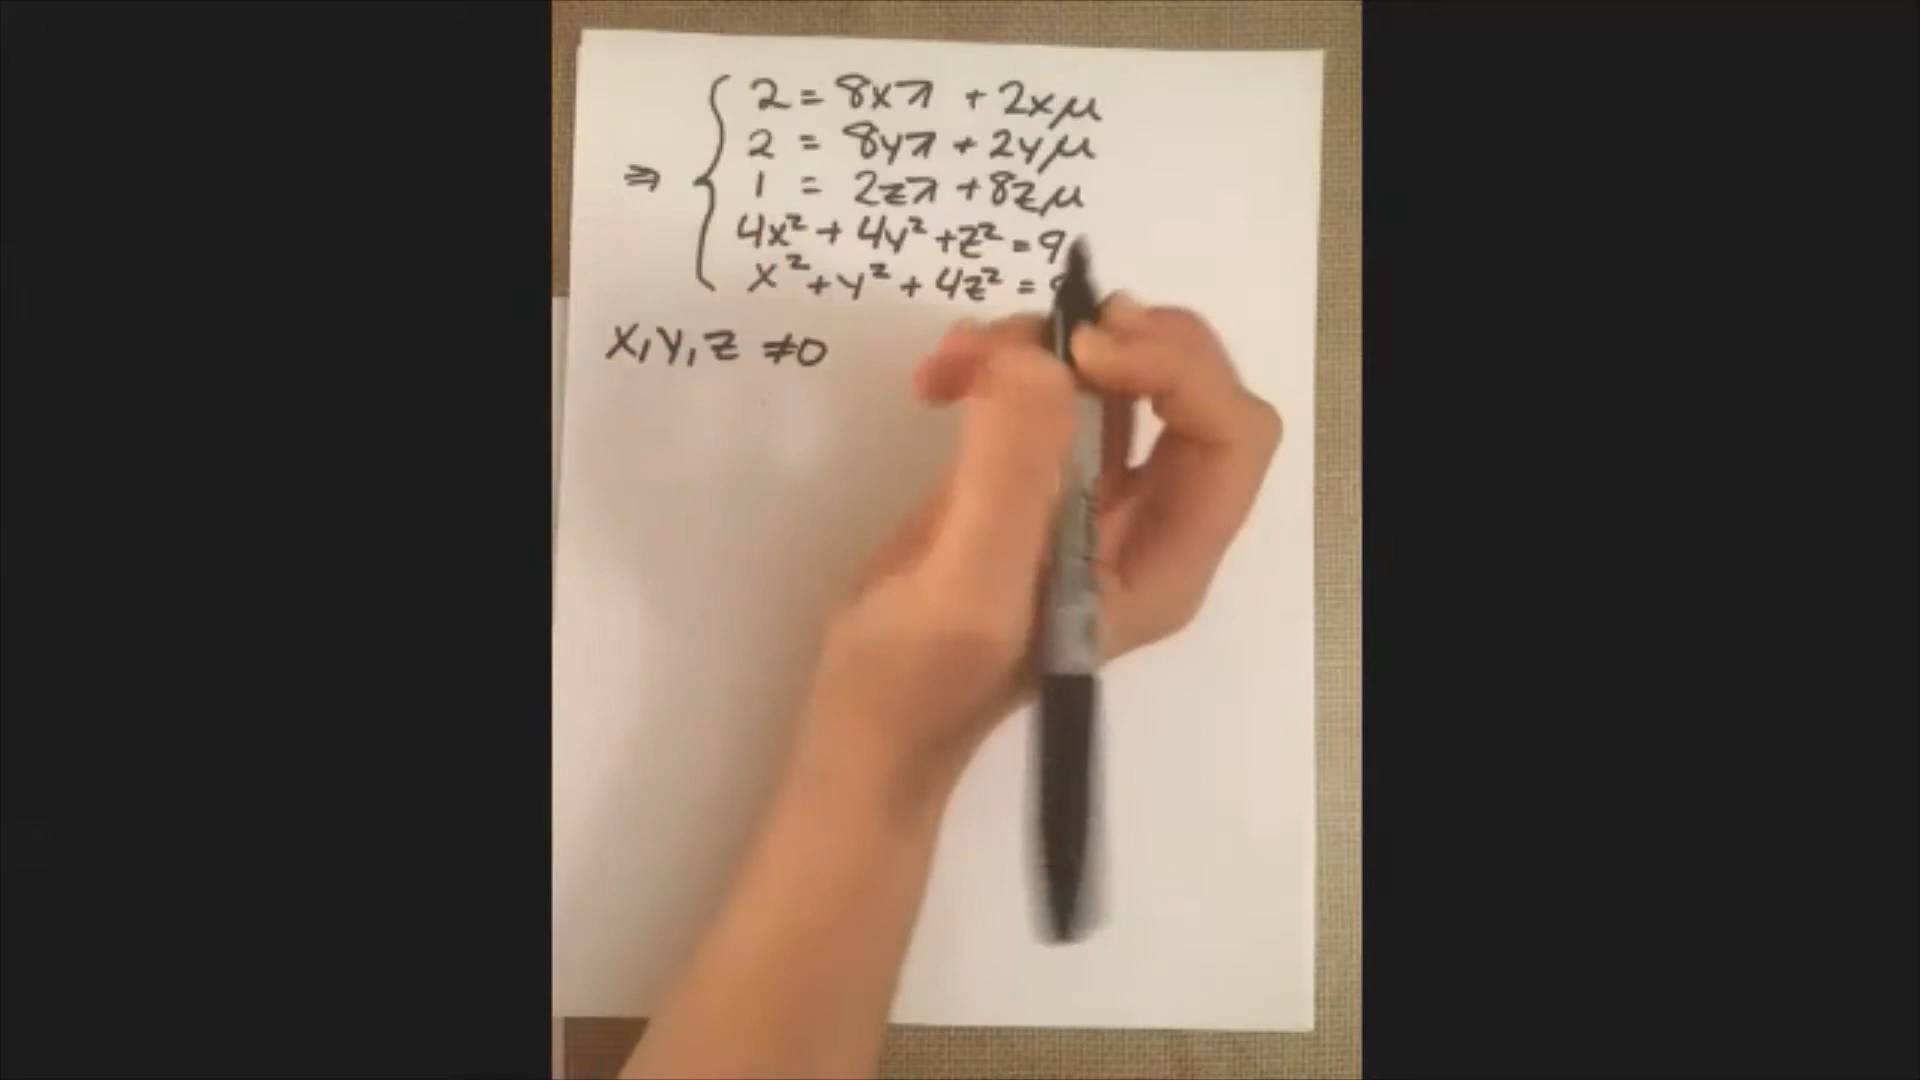 2 = 8xλ + 2xμ
2 = 8yλ + 2yμ
⇒ 1 = 2zλ + 8zμ
4x² + 4y² + z² = 9
x² + y² + 4z² =
x, y, z ≠ 0